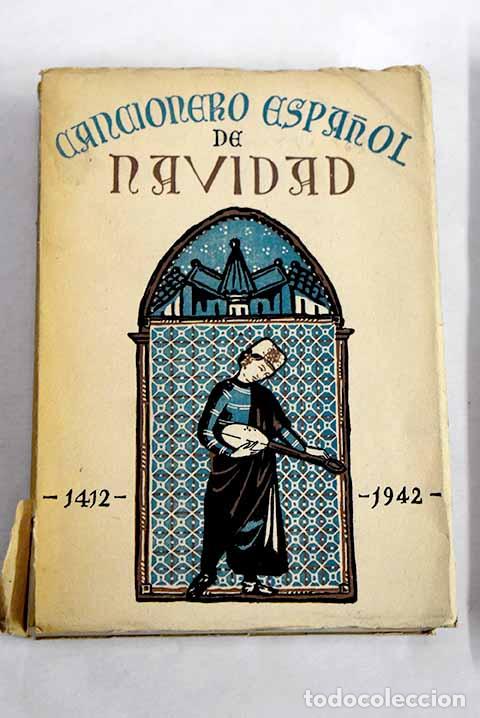 CANCIONERO ESPAÑOL
DE
NAVIDAD
- 1412 -
- 1942 -
todocoleccion